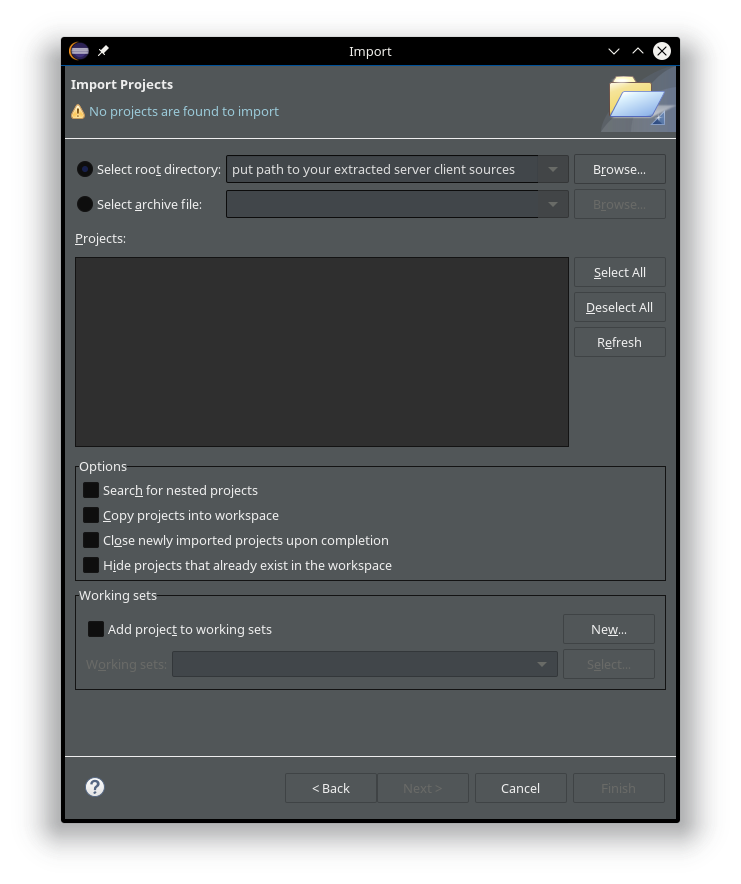 Import
Import Projects
No projects are found to import
Select root directory: put path to your extracted server client sources Browse...
Select archive file: Browse...
Projects:
Select All
Deselect All
Refresh
Options
Search for nested projects
Copy projects into workspace
Close newly imported projects upon completion
Hide projects that already exist in the workspace
Working sets
Add project to working sets New...
Working sets: Select...
? < Back Next > Cancel Finish